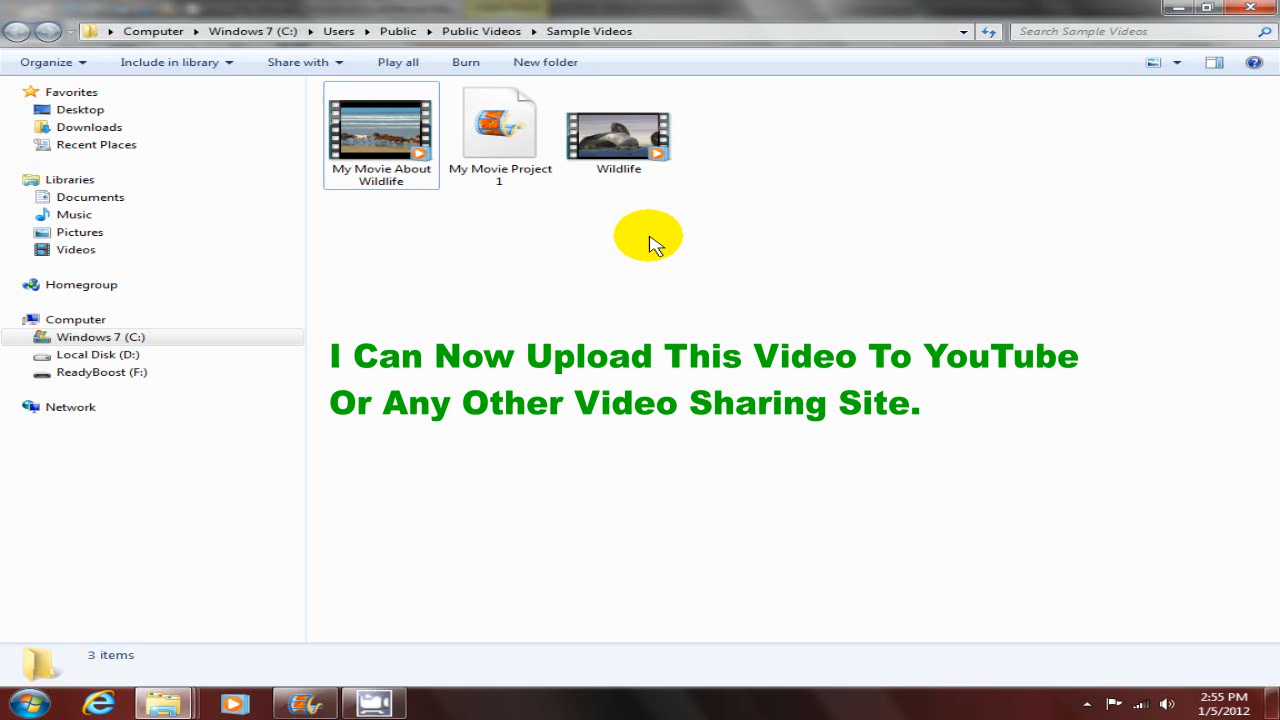 Computer Windows 7 (C:) Users Public Public Videos Sample Videos
Search Sample Videos
Organize Include in library Share with Play all Burn New folder
Favorites
Desktop
Downloads
Recent Places
Libraries
Documents
Music
Pictures
Videos
Homegroup
Computer
Windows 7 (C:)
Local Disk (D:)
ReadyBoost (F:)
Network
My Movie About
Wildlife
My Movie Project
1
Wildlife
I Can Now Upload This Video To YouTube
Or Any Other Video Sharing Site.
3 items
2:55 PM
1/5/2012